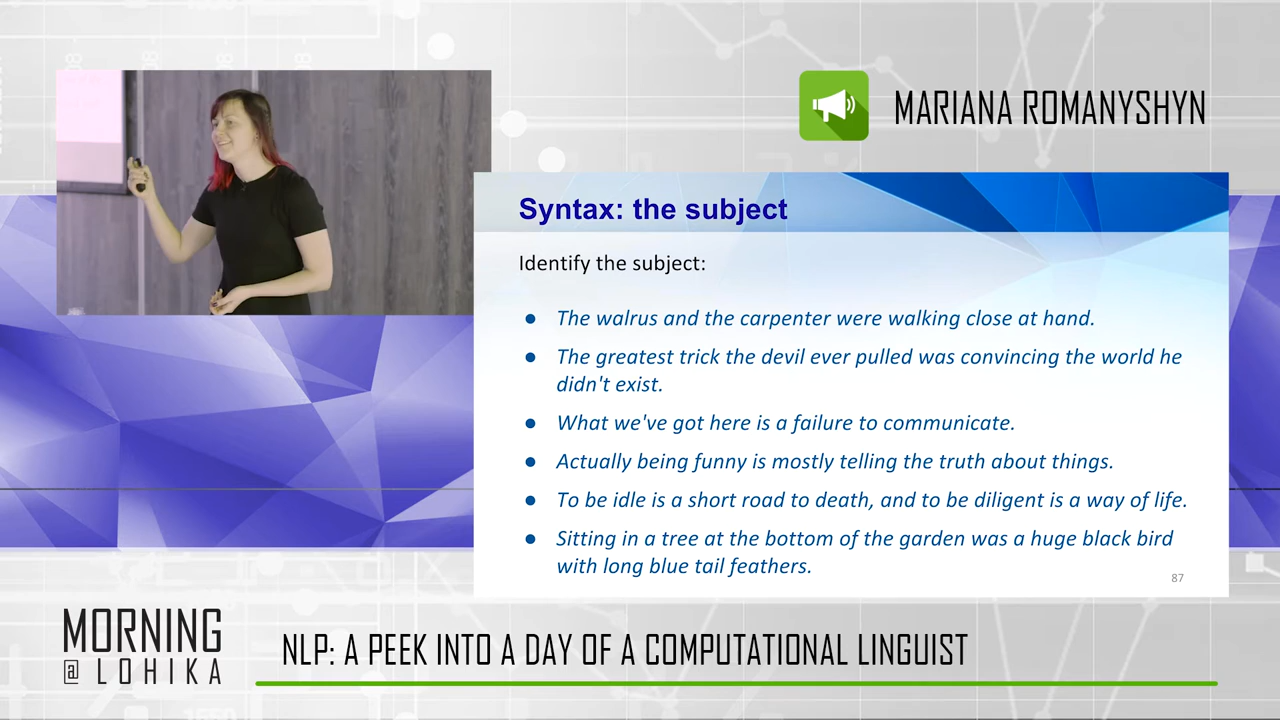 MARIANA ROMANYSHYN
Syntax: the subject
Identify the subject:
● The walrus and the carpenter were walking close at hand.
● The greatest trick the devil ever pulled was convincing the world he
didn't exist.
● What we've got here is a failure to communicate.
● Actually being funny is mostly telling the truth about things.
● To be idle is a short road to death, and to be diligent is a way of life.
● Sitting in a tree at the bottom of the garden was a huge black bird
with long blue tail feathers.
87
MORNING
@ LOHIKA
NLP: A PEEK INTO A DAY OF A COMPUTATIONAL LINGUIST